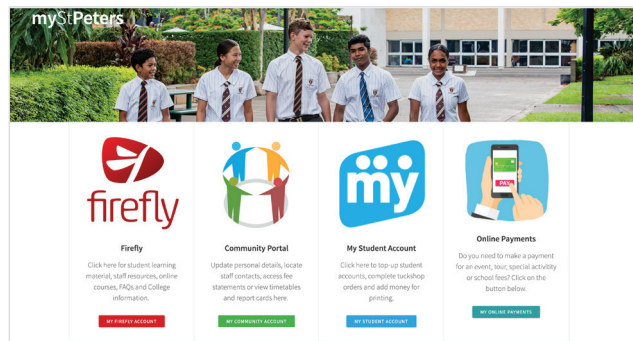 myStPeters
firefly
Firefly
Click here for student learning
material, staff resources, online
courses, FAQs and College
information.
MY FIREFLY ACCOUNT
Community Portal
Update personal details, locate
staff contacts, access fee
statements or view timetables
and report cards here.
MY COMMUNITY ACCOUNT
my
My Student Account
Click here to top-up student
accounts, complete tuckshop
orders and add money for
printing.
MY STUDENT ACCOUNT
PAY
Online Payments
Do you need to make a payment
for an event, tour, special activitity
or school fees? Click on the
button below.
MY ONLINE PAYMENTS